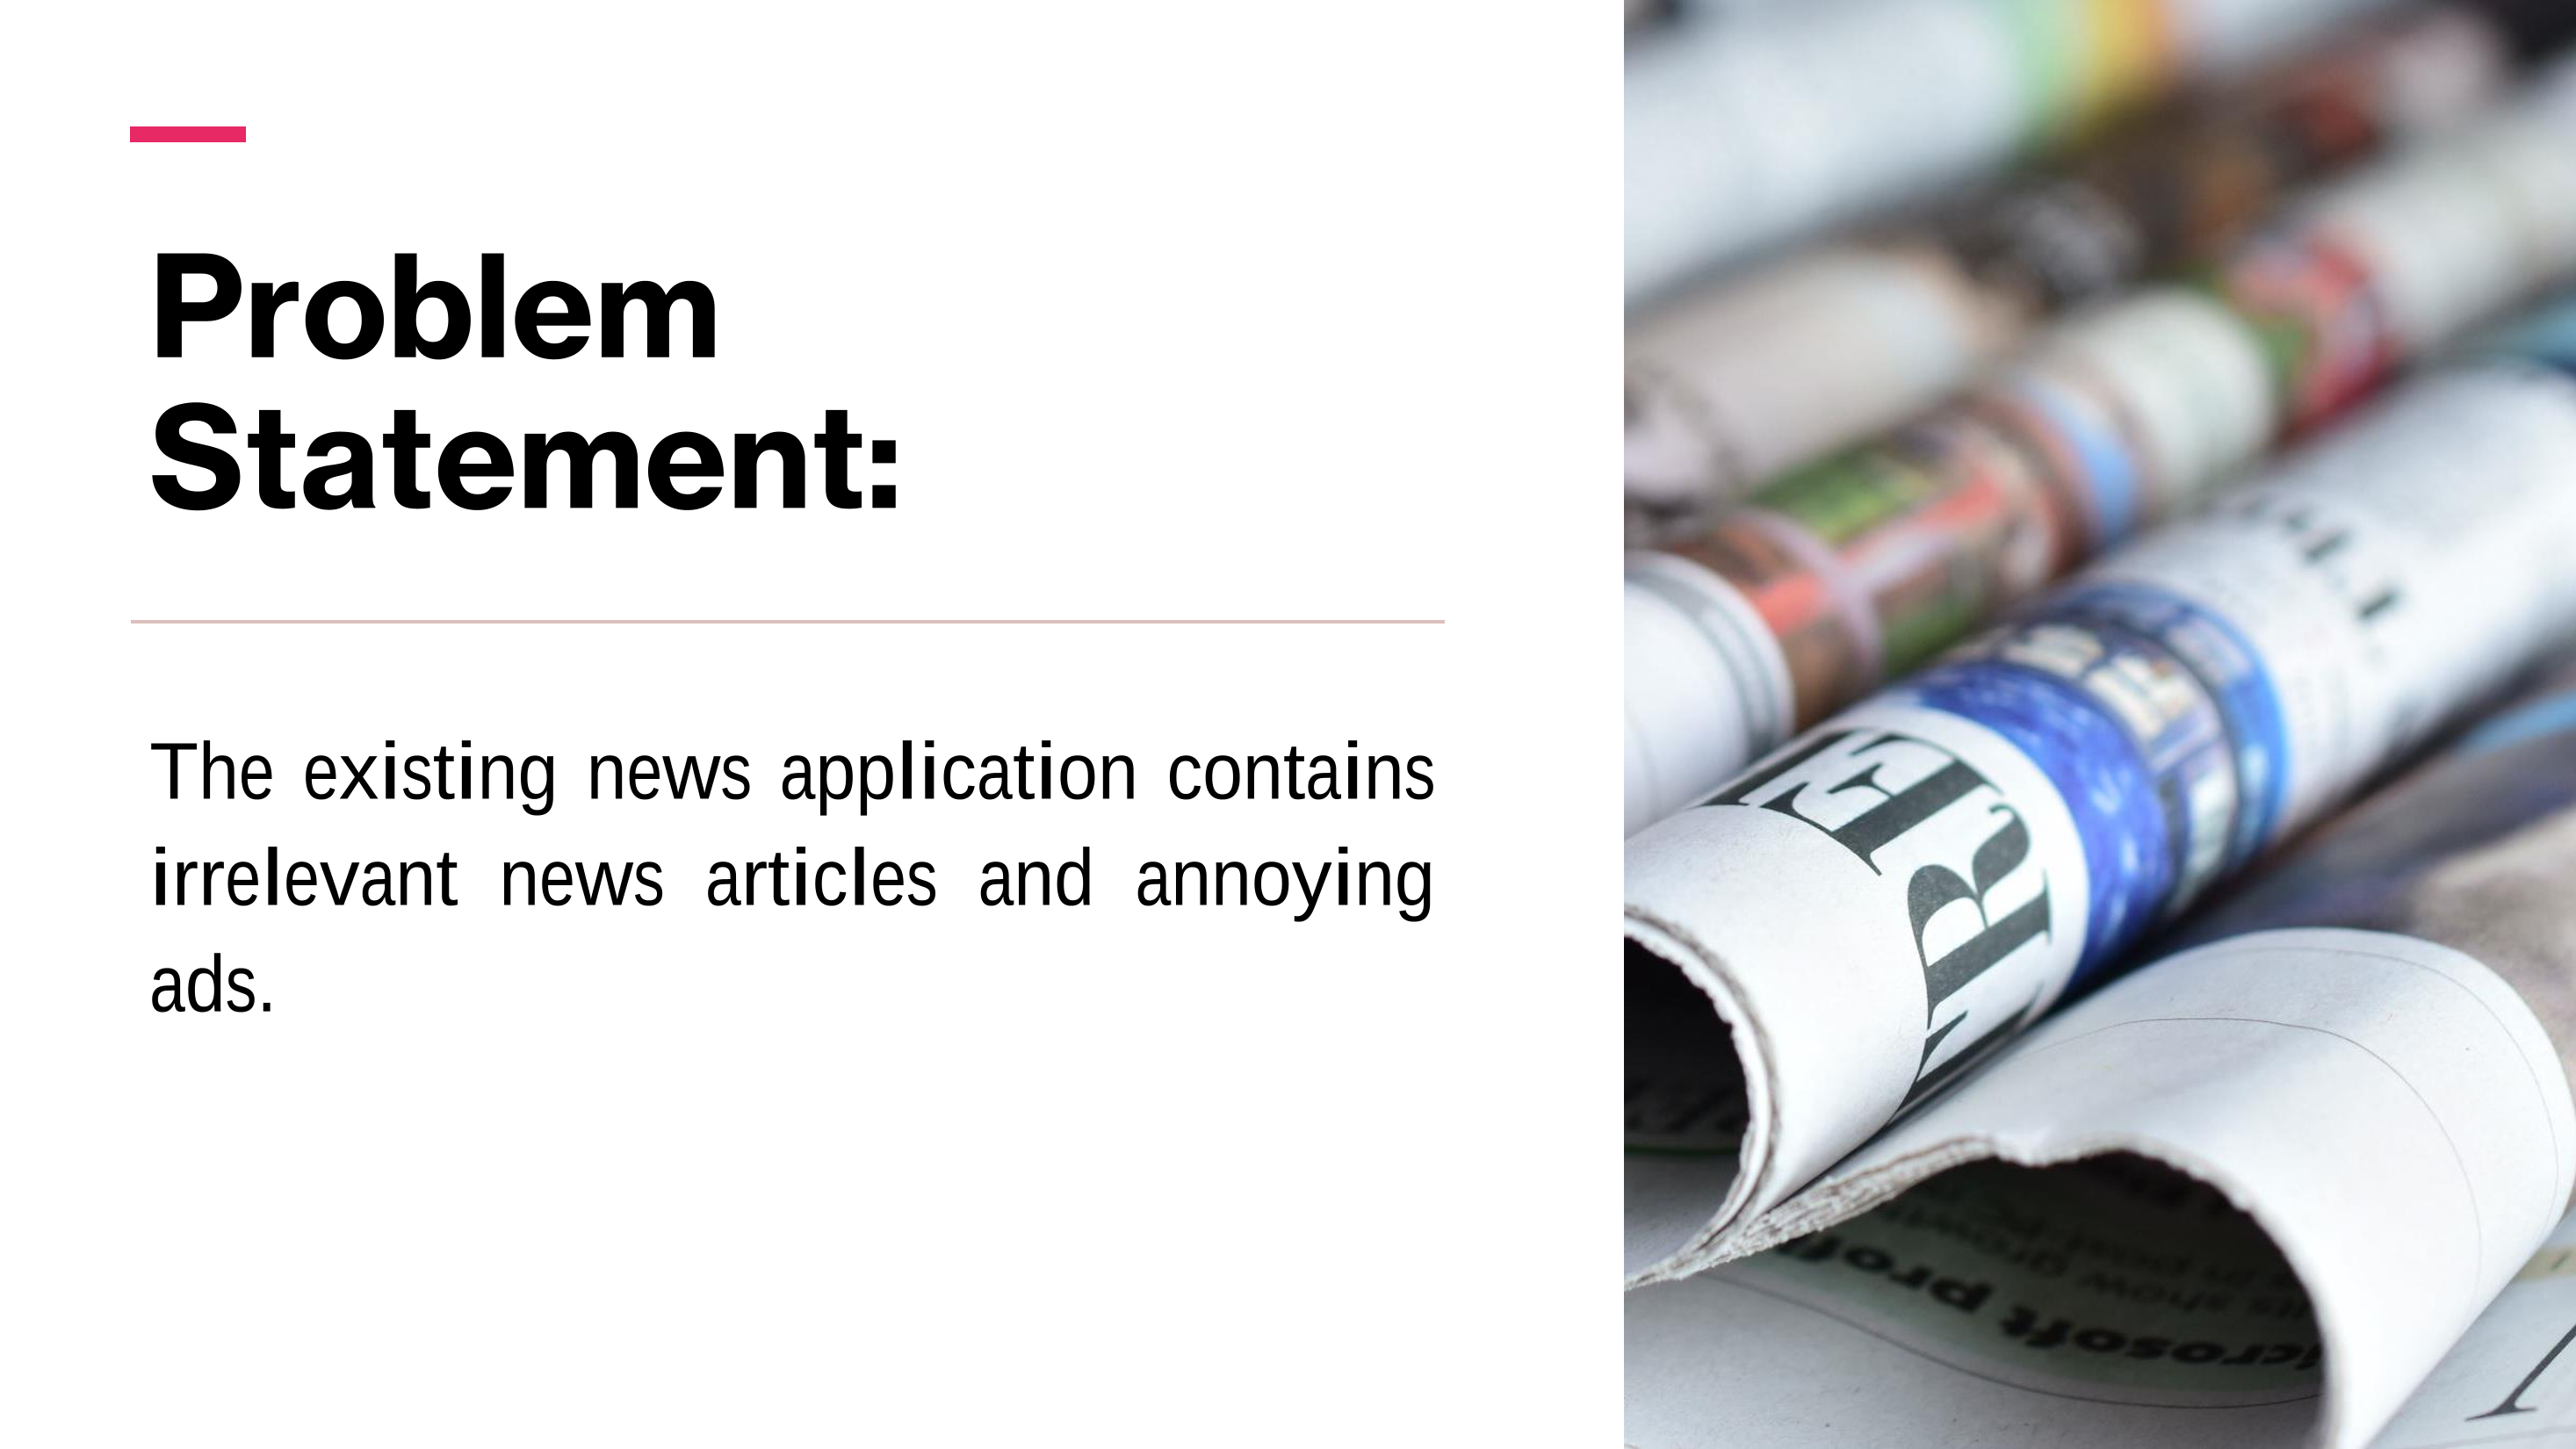 Problem
Statement:
The existing news application contains
irrelevant news articles and annoying
ads.